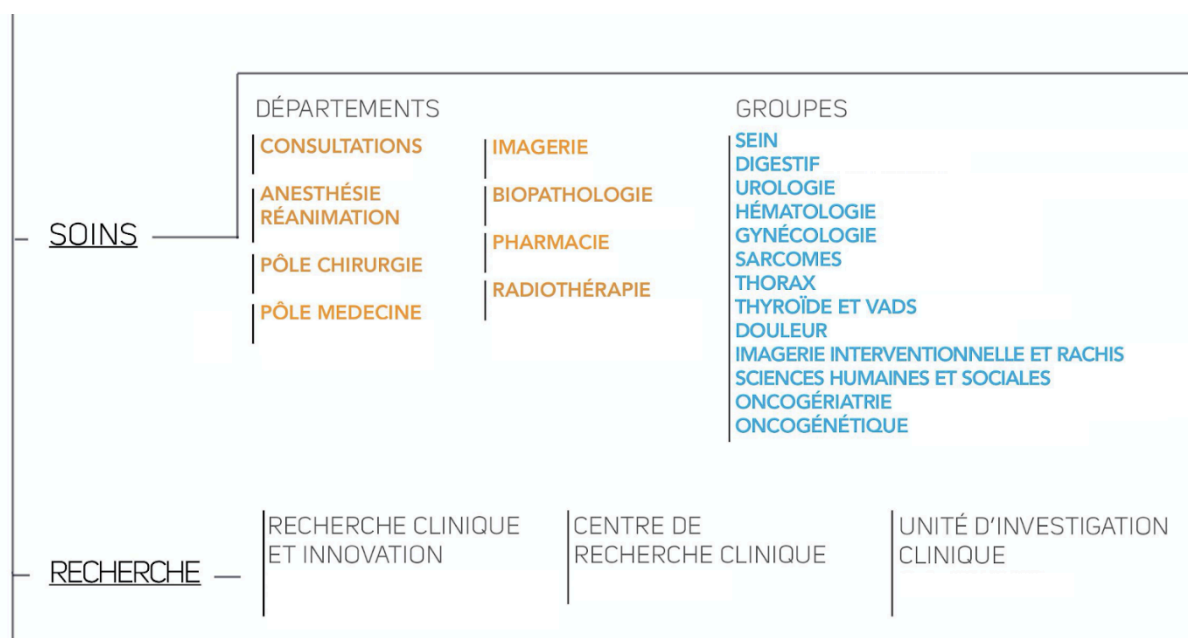 SOINS
DÉPARTEMENTS
CONSULTATIONS
ANESTHÉSIE
RÉANIMATION
PÔLE CHIRURGIE
PÔLE MEDECINE
IMAGERIE
BIOPATHOLOGIE
PHARMACIE
RADIOTHÉRAPIE
GROUPES
SEIN
DIGESTIF
UROLOGIE
HÉMATOLOGIE
GYNÉCOLOGIE
SARCOMES
THORAX
THYROÏDE ET VADS
DOULEUR
IMAGERIE INTERVENTIONNELLE ET RACHIS
SCIENCES HUMAINES ET SOCIALES
ONCOGÉRIATRIE
ONCOGÉNÉTIQUE
RECHERCHE
RECHERCHE CLINIQUE
ET INNOVATION
CENTRE DE
RECHERCHE CLINIQUE
UNITÉ D'INVESTIGATION
CLINIQUE